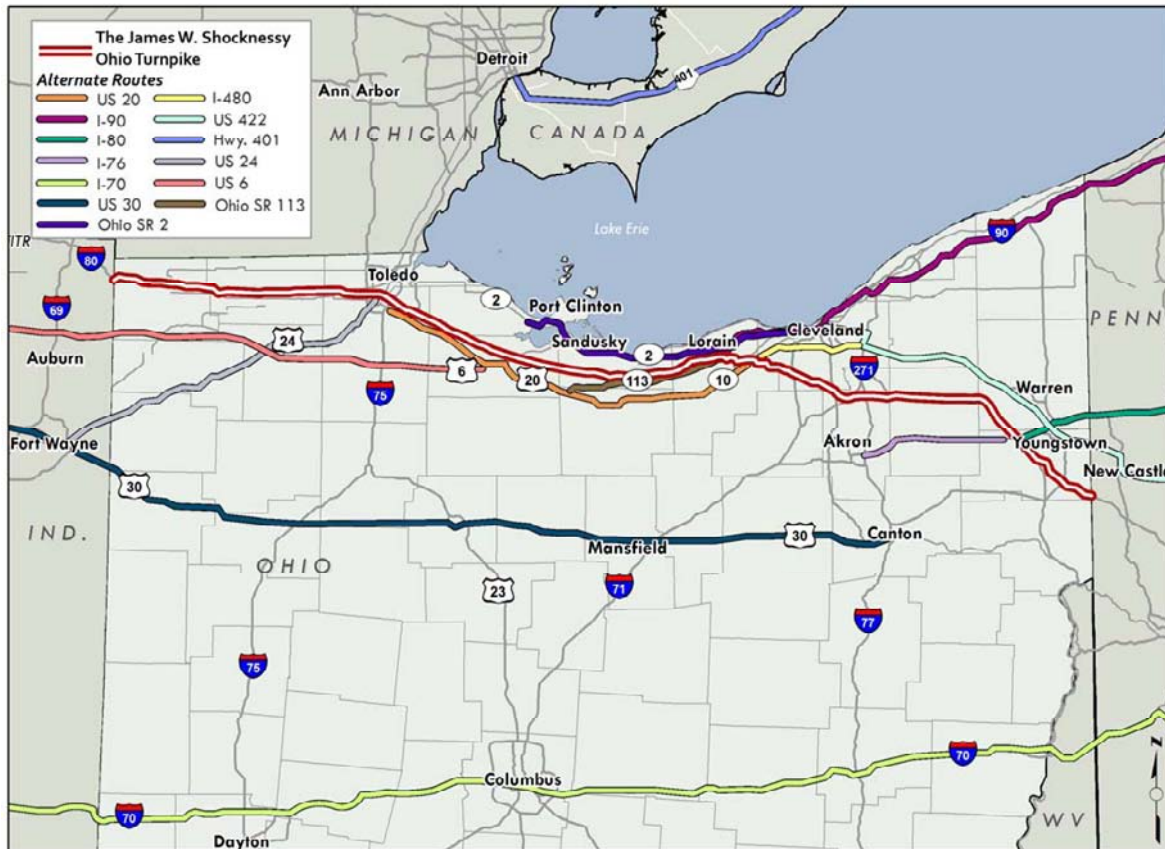 The James W. Shocknessy
Ohio Turnpike
Alternate Routes
US 20
I-480
I-90
US 422
I-80
Hwy. 401
I-76
US 24
I-70
US 6
US 30
Ohio SR 113
Ohio SR 2
Detroit
401
Ann Arbor
MICHIGAN
CANADA
Lake Erie
90
ITR
80
Toledo
2
Port Clinton
69
PENN
24
Sandusky
Lorain
Cleveland
2
Auburn
6
20
113
10
271
Warren
75
Fort Wayne
Akron
Youngstown
New Castle
30
IND.
Mansfield
30
Canton
OHIO
23
71
77
75
Columbus
70
70
Dayton
WV
N